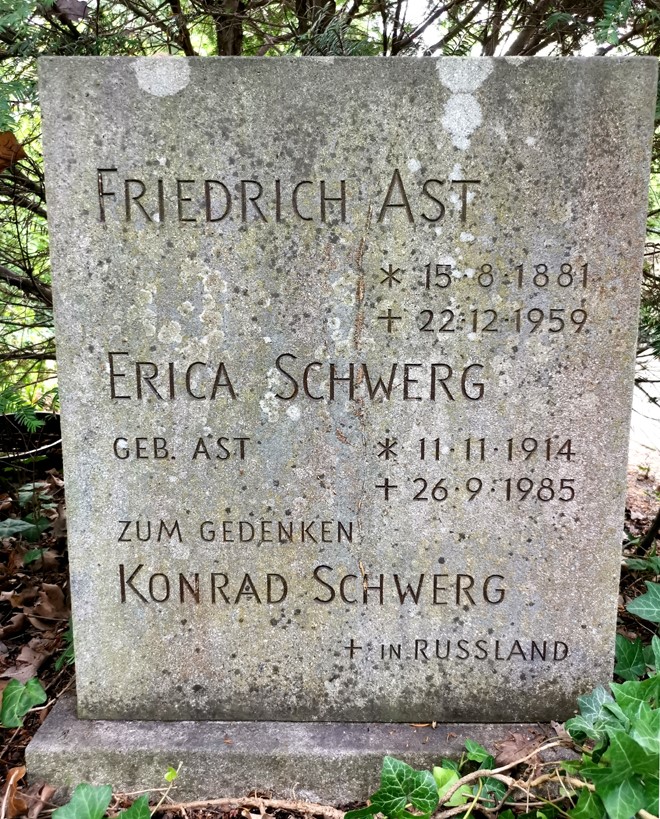 FRIEDRICH AST
* 15·8·1881
+ 22·12·1959
ERICA SCHWERG
GEB. AST * 11·11·1914
+ 26·9·1985
ZUM GEDENKEN
KONRAD SCHWERG
+ IN RUSSLAND